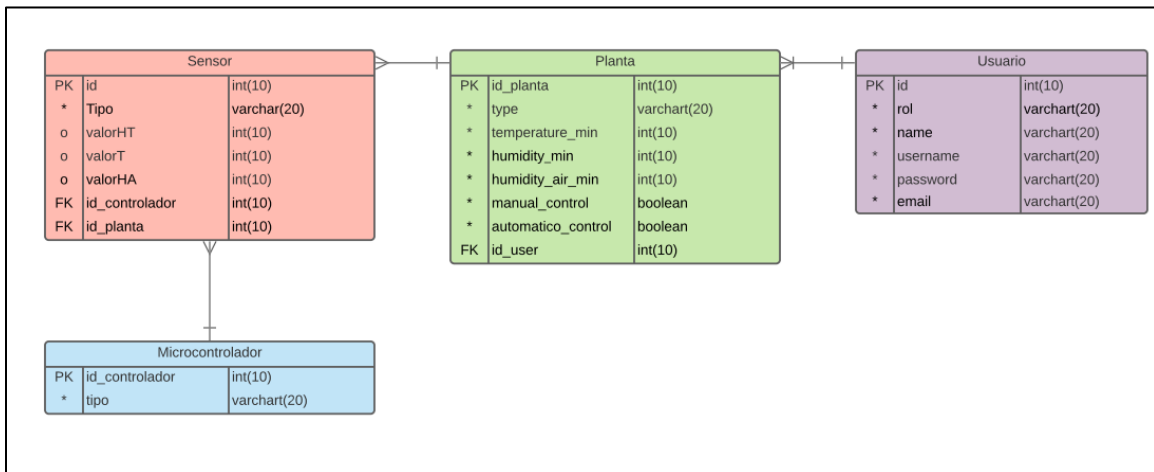 Sensor
PK id int(10)
* Tipo varchar(20)
o valorHT int(10)
o valorT int(10)
o valorHA int(10)
FK id_controlador int(10)
FK id_planta int(10)
Planta
PK id_planta int(10)
* type varchart(20)
* temperature_min int(10)
* humidity_min int(10)
* humidity_air_min int(10)
* manual_control boolean
* automatico_control boolean
FK id_user int(10)
Usuario
PK id int(10)
* rol varchart(20)
* name varchart(20)
* username varchart(20)
* password varchart(20)
* email varchart(20)
Microcontrolador
PK id_controlador int(10)
* tipo varchart(20)